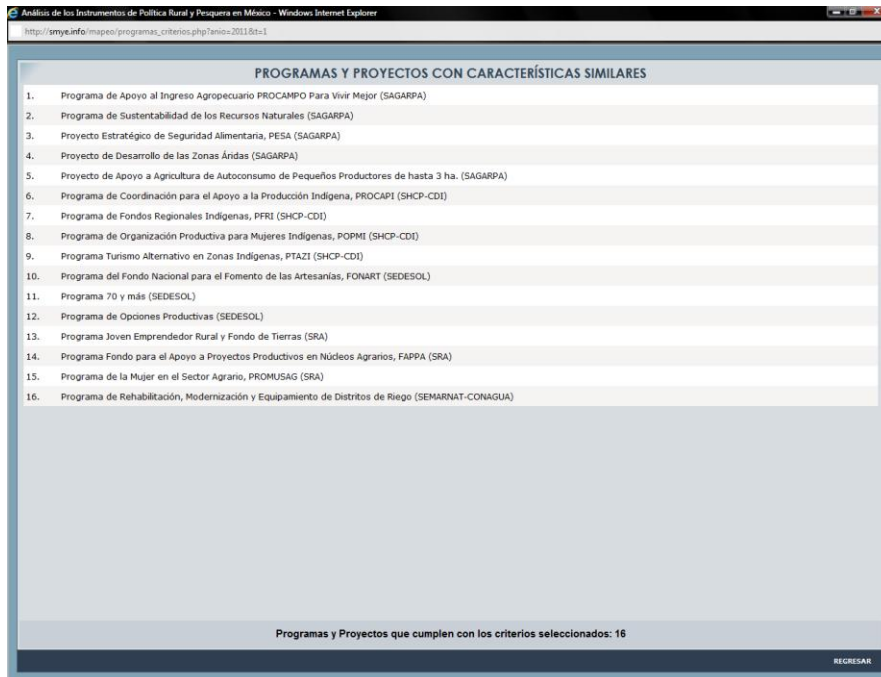 Análisis de los Instrumentos de Política Rural y Pesquera en México - Windows Internet Explorer
http://smye.info/mapeo/programas_criterios.php?anio=2011&t=1
PROGRAMAS Y PROYECTOS CON CARACTERÍSTICAS SIMILARES
1. Programa de Apoyo al Ingreso Agropecuario PROCAMPO Para Vivir Mejor (SAGARPA)
2. Programa de Sustentabilidad de los Recursos Naturales (SAGARPA)
3. Proyecto Estratégico de Seguridad Alimentaria, PESA (SAGARPA)
4. Proyecto de Desarrollo de las Zonas Áridas (SAGARPA)
5. Proyecto de Apoyo a Agricultura de Autoconsumo de Pequeños Productores de hasta 3 ha. (SAGARPA)
6. Programa de Coordinación para el Apoyo a la Producción Indígena, PROCAPI (SHCP-CDI)
7. Programa de Fondos Regionales Indígenas, PFRI (SHCP-CDI)
8. Programa de Organización Productiva para Mujeres Indígenas, POPMI (SHCP-CDI)
9. Programa Turismo Alternativo en Zonas Indígenas, PTAZI (SHCP-CDI)
10. Programa del Fondo Nacional para el Fomento de las Artesanías, FONART (SEDESOL)
11. Programa 70 y más (SEDESOL)
12. Programa de Opciones Productivas (SEDESOL)
13. Programa Joven Emprendedor Rural y Fondo de Tierras (SRA)
14. Programa Fondo para el Apoyo a Proyectos Productivos en Núcleos Agrarios, FAPPA (SRA)
15. Programa de la Mujer en el Sector Agrario, PROMUSAG (SRA)
16. Programa de Rehabilitación, Modernización y Equipamiento de Distritos de Riego (SEMARNAT-CONAGUA)
Programas y Proyectos que cumplen con los criterios seleccionados: 16
REGRESAR